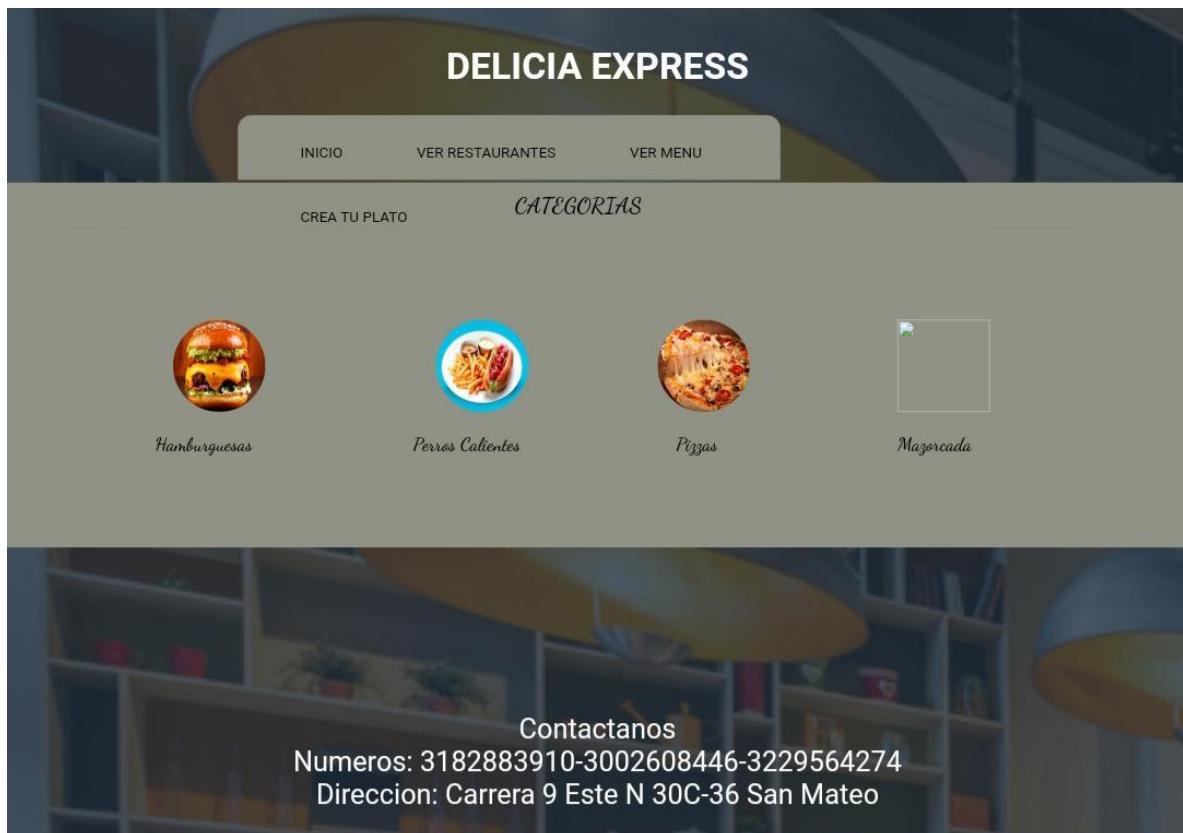 DELICIA EXPRESS
INICIO VER RESTAURANTES VER MENU
CREA TU PLATO
CATEGORIAS
Hamburguesas
Perros Calientes
Pizzas
Mazorcada
Contactanos
Numeros: 3182883910-3002608446-3229564274
Direccion: Carrera 9 Este N 30C-36 San Mateo